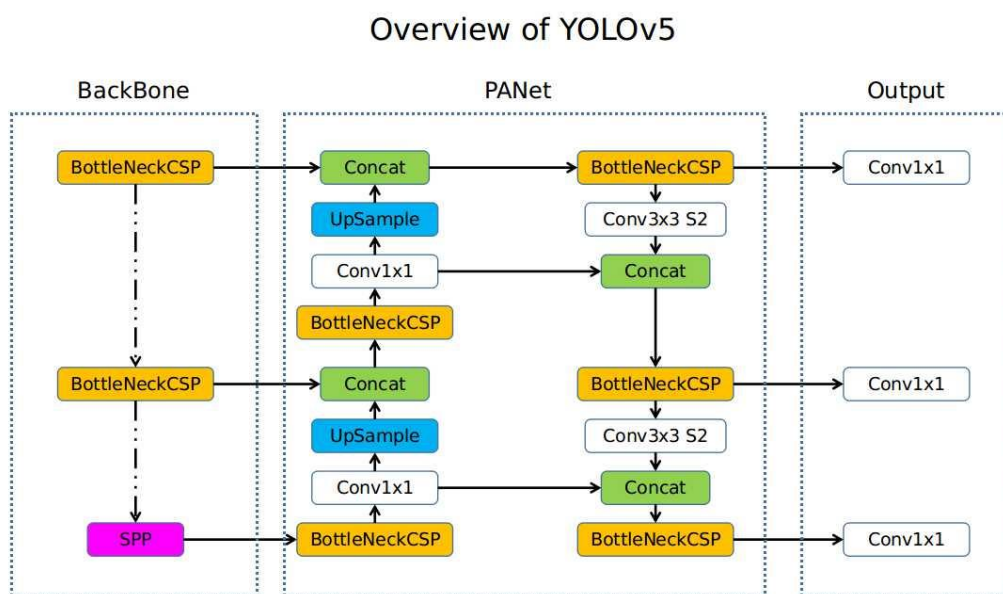 Overview of YOLOv5
BackBone
PANet
Output
BottleNeckCSP
Concat
BottleNeckCSP
Conv1x1
UpSample
Conv3x3 S2
Conv1x1
Concat
BottleNeckCSP
BottleNeckCSP
Concat
BottleNeckCSP
Conv1x1
UpSample
Conv3x3 S2
Conv1x1
Concat
SPP
BottleNeckCSP
BottleNeckCSP
Conv1x1